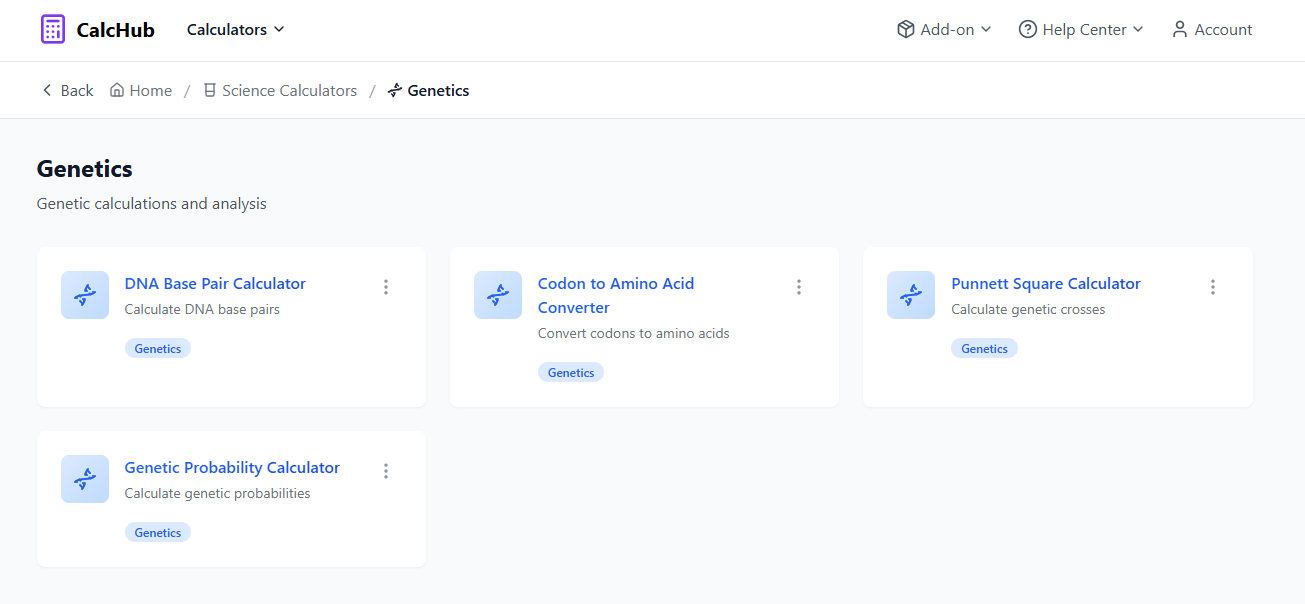 CalcHub Calculators Add-on Help Center Account
Back Home / Science Calculators / Genetics
Genetics
Genetic calculations and analysis
DNA Base Pair Calculator
Calculate DNA base pairs
Genetics
Codon to Amino Acid
Converter
Convert codons to amino acids
Genetics
Punnett Square Calculator
Calculate genetic crosses
Genetics
Genetic Probability Calculator
Calculate genetic probabilities
Genetics